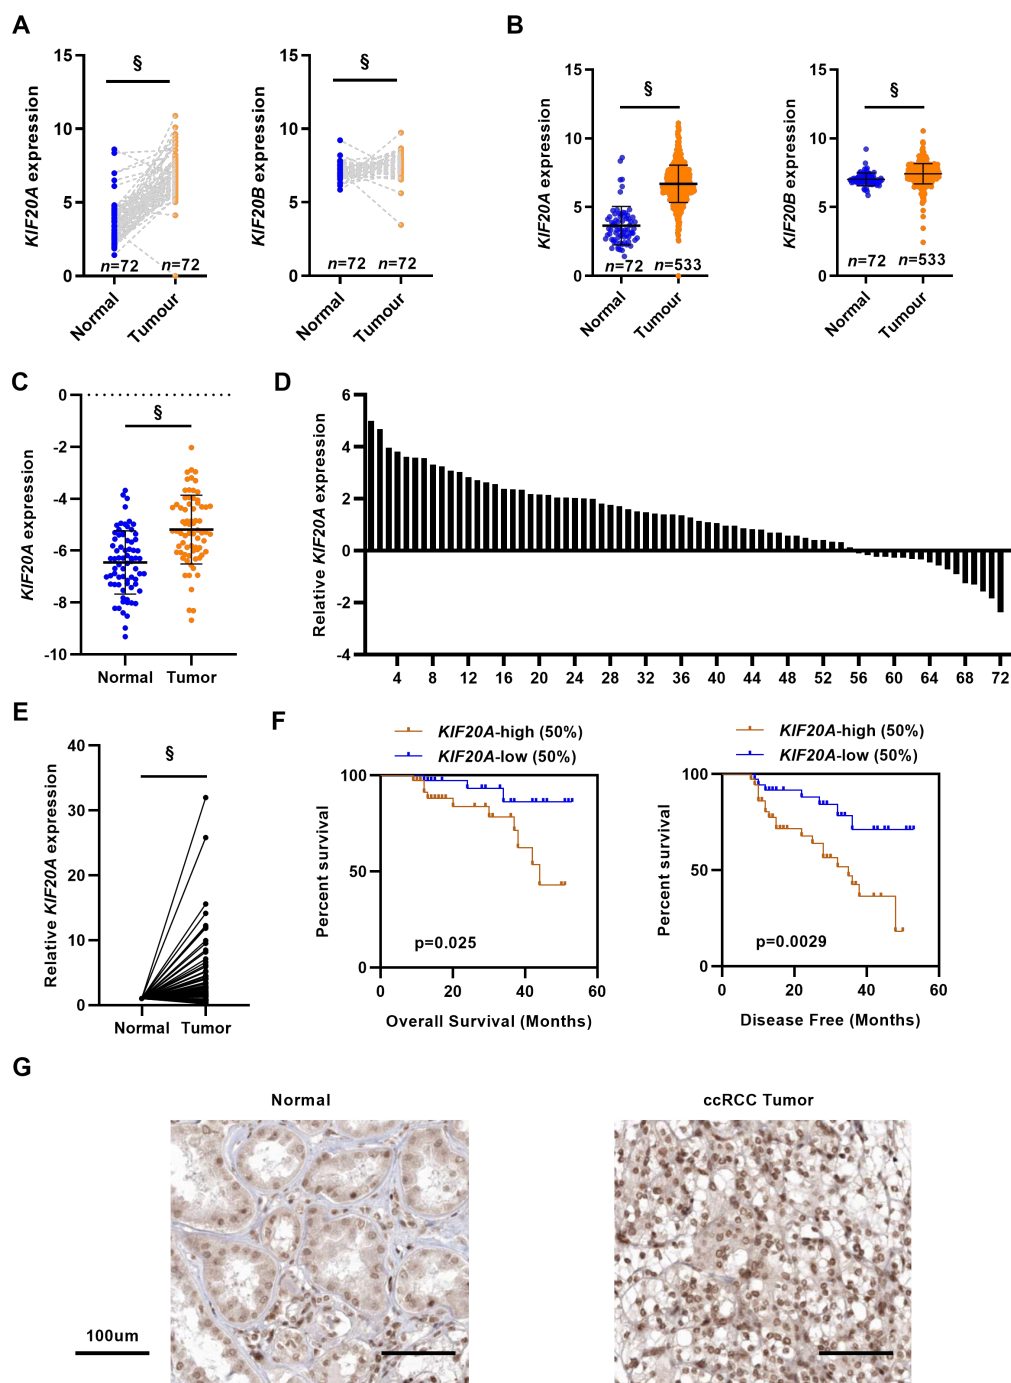 A
B
15
10
5
0
KIF20A expression
§
n=72
n=72
Normal
Tumour
15
10
5
0
KIF20B expression
§
n=72
n=72
Normal
Tumour
15
10
5
0
KIF20A expression
§
n=72
n=533
Normal
Tumour
15
10
5
0
KIF20B expression
§
n=72
n=533
Normal
Tumour
C
0
-2
-4
-6
-8
-10
KIF20A expression
§
Normal
Tumor
D
6
4
2
0
-2
-4
Relative KIF20A expression
4 8 12 16 20 24 28 32 36 40 44 48 52 56 60 64 68 72
E
40
30
20
10
0
Relative KIF20A expression
§
Normal
Tumor
F
KIF20A-high (50%)
KIF20A-low (50%)
100
50
0
Percent survival
p=0.025
0 20 40 60
Overall Survival (Months)
KIF20A-high (50%)
KIF20A-low (50%)
100
50
0
Percent survival
p=0.0029
0 20 40 60
Disease Free (Months)
G
Normal
ccRCC Tumor
100um